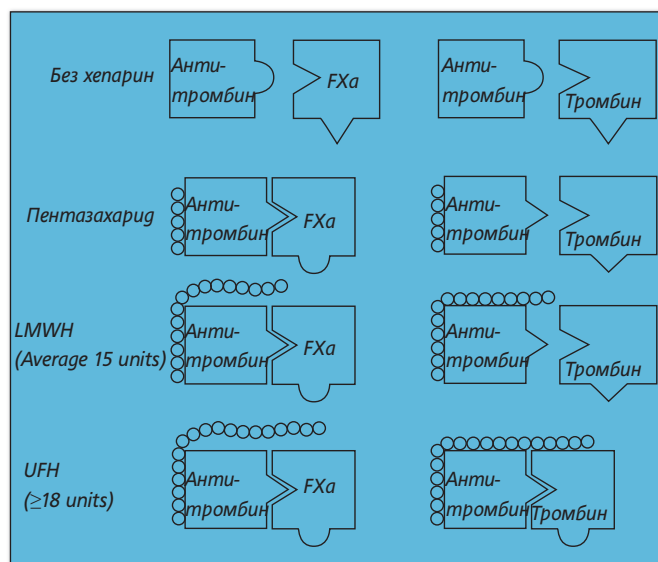 Без хепарин
Анти-
тромбин
FXa
Анти-
тромбин
Тромбин
Пентазахарид
Анти-
тромбин
FXa
Анти-
тромбин
Тромбин
LMWH
(Average 15 units)
Анти-
тромбин
FXa
Анти-
тромбин
Тромбин
UFH
(≥18 units)
Анти-
тромбин
FXa
Анти-
тромбин
Тромбин